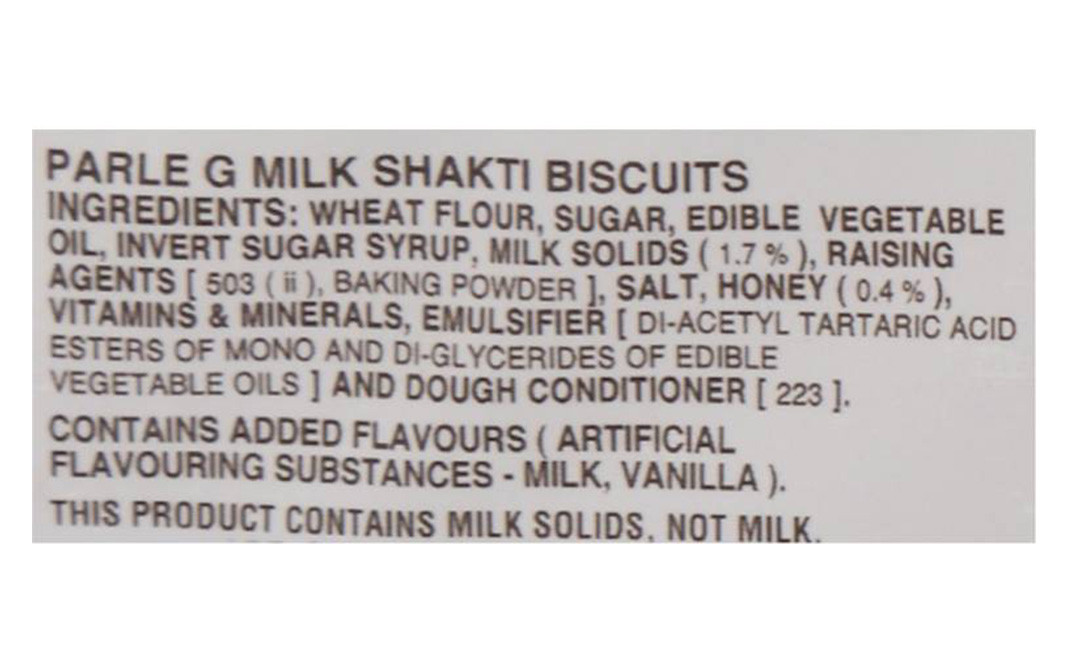 PARLE G MILK SHAKTI BISCUITS
INGREDIENTS: WHEAT FLOUR, SUGAR, EDIBLE VEGETABLE
OIL, INVERT SUGAR SYRUP, MILK SOLIDS ( 1.7 % ), RAISING
AGENTS [ 503 ( ii ), BAKING POWDER ], SALT, HONEY ( 0.4 % ),
VITAMINS & MINERALS, EMULSIFIER [ DI-ACETYL TARTARIC ACID
ESTERS OF MONO AND DI-GLYCERIDES OF EDIBLE
VEGETABLE OILS ] AND DOUGH CONDITIONER [ 223 ].
CONTAINS ADDED FLAVOURS ( ARTIFICIAL
FLAVOURING SUBSTANCES - MILK, VANILLA ).
THIS PRODUCT CONTAINS MILK SOLIDS, NOT MILK.